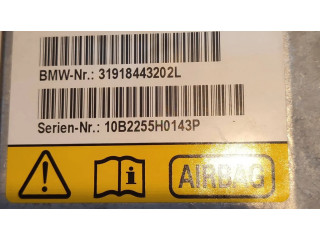 BMW-Nr.: 31918443202L
Serien-Nr.: 10B2255H0143P
AIRBAG